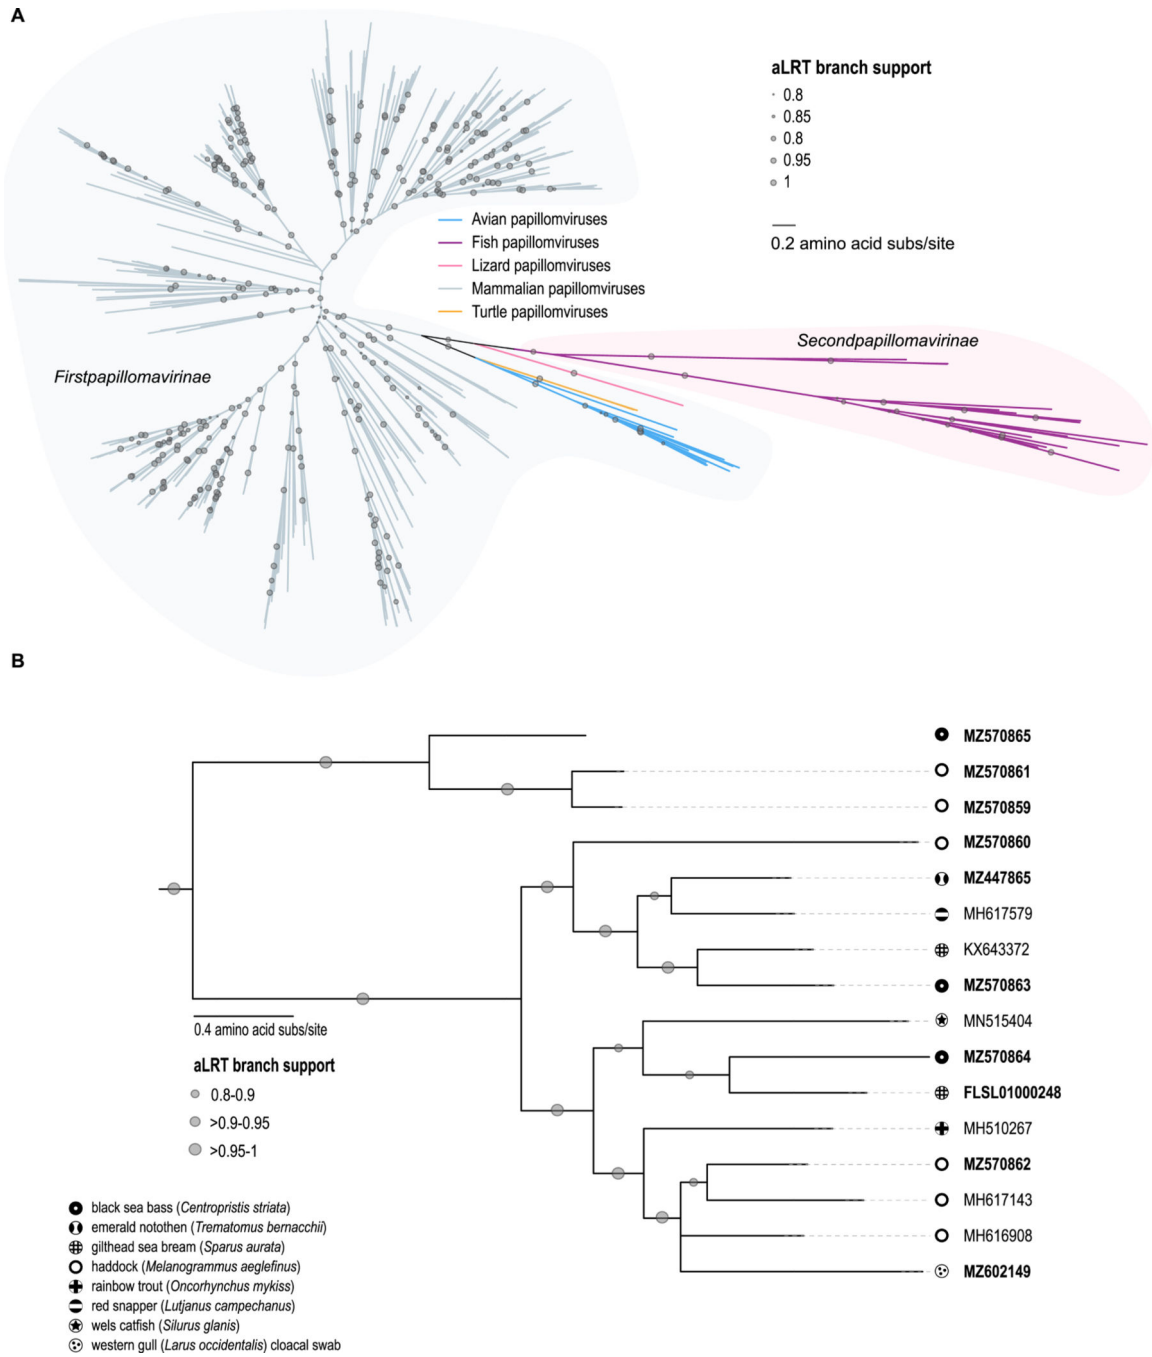 A
aLRT branch support
0.8
0.85
0.8
0.95
1
0.2 amino acid subs/site
Avian papillomviruses
Fish papillomviruses
Lizard papillomviruses
Mammalian papillomviruses
Turtle papillomviruses
Secondpapillomavirinae
Firstpapillomavirinae
B
MZ570865
MZ570861
MZ570859
MZ570860
MZ447865
MH617579
KX643372
MZ570863
MN515404
MZ570864
FLSL01000248
MH510267
MZ570862
MH617143
MH616908
MZ602149
0.4 amino acid subs/site
aLRT branch support
0.8-0.9
>0.9-0.95
>0.95-1
black sea bass (Centropristis striata)
emerald notothen (Trematomus bernacchii)
gilthead sea bream (Sparus aurata)
haddock (Melanogrammus aeglefinus)
rainbow trout (Oncorhynchus mykiss)
red snapper (Lutjanus campechanus)
wels catfish (Silurus glanis)
western gull (Larus occidentalis) cloacal swab